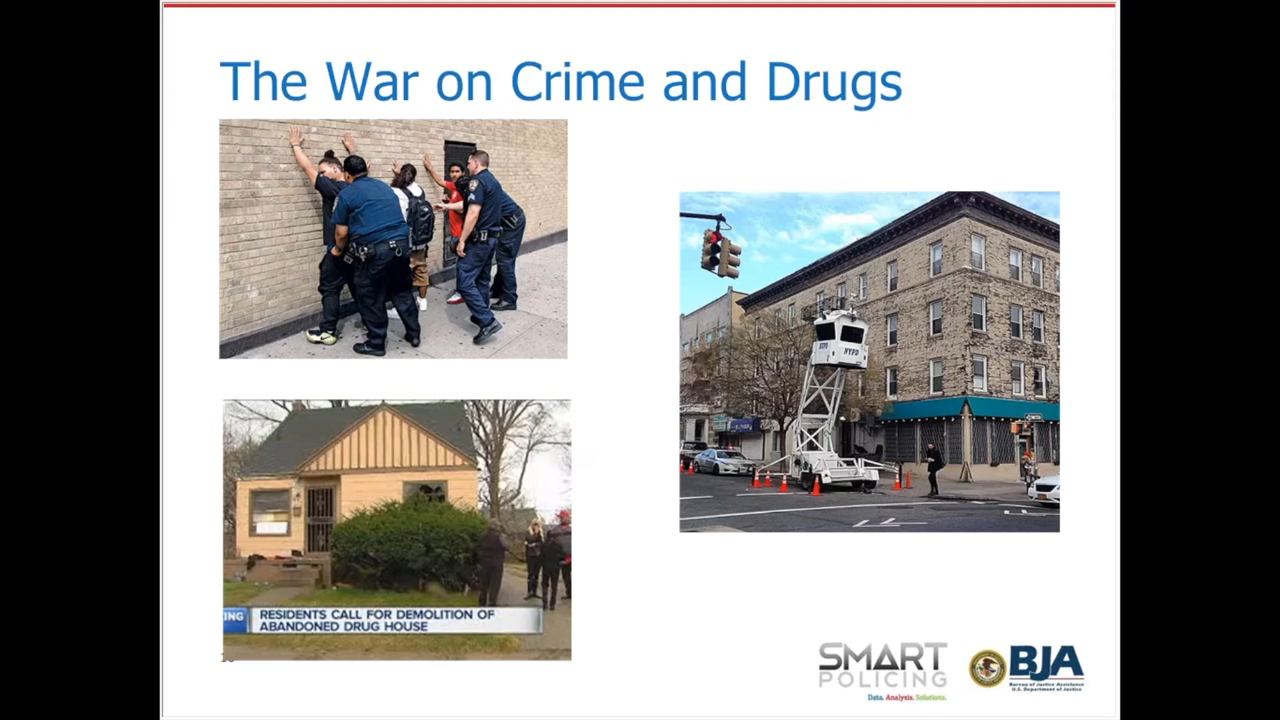 The War on Crime and Drugs
NYPD
RESIDENTS CALL FOR DEMOLITION OF
ABANDONED DRUG HOUSE
SMART
POLICING
Data. Analysis. Solutions.
BJA
Bureau of Justice Assistance
U.S. Department of Justice